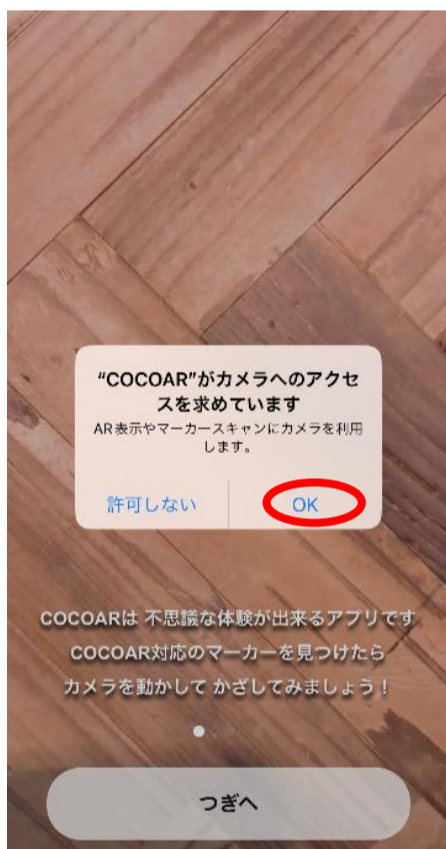 “COCOAR”がカメラへのアクセ
スを求めています
AR表示やマーカースキャンにカメラを利用
します。
許可しない
OK
COCOARは 不思議な体験が出来るアプリです
COCOAR対応のマーカーを見つけたら
カメラを動かして かざしてみましょう！
つぎへ